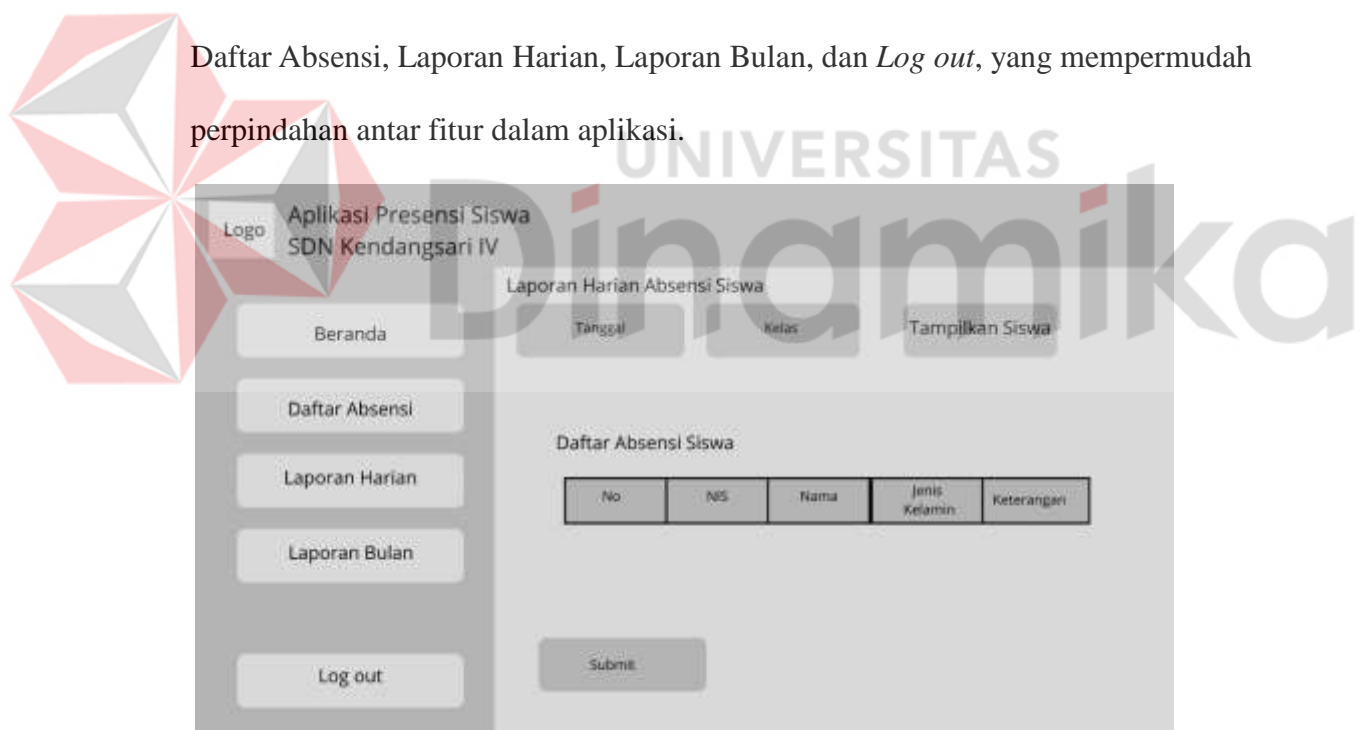 Daftar Absensi, Laporan Harian, Laporan Bulan, dan Log out, yang mempermudah
perpindahan antar fitur dalam aplikasi.
UNIVERSITAS
Dinamika
Logo
Aplikasi Presensi Siswa
SDN Kendangsari IV
Beranda
Daftar Absensi
Laporan Harian
Laporan Bulan
Log out
Laporan Harian Absensi Siswa
Tanggal
Kelas
Tampilkan Siswa
Daftar Absensi Siswa
No
NIS
Nama
Jenis
Kelamin
Keterangan
Submit